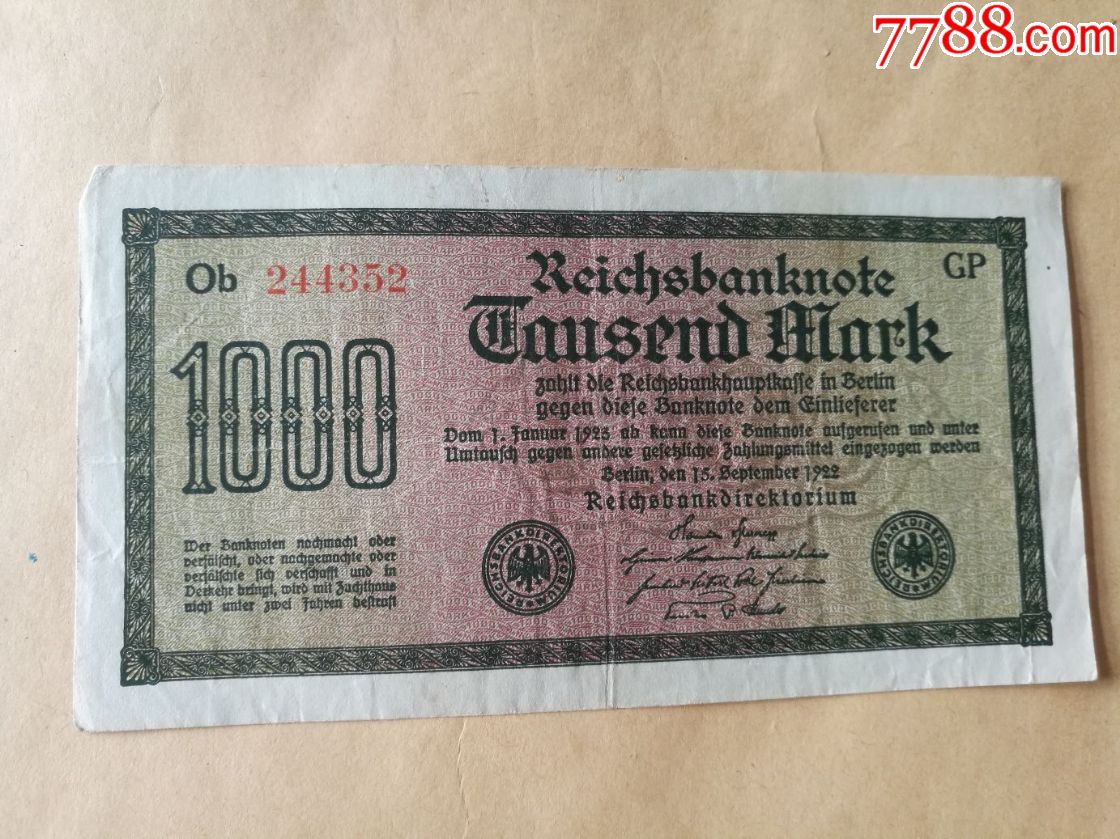 7788.com
Ob 244352
GP
Reichsbanknote
Tausend Mark
1000
zahlt die Reichsbankhauptkasse in Berlin
gegen diese Banknote dem Einlieferer
Vom 1. Januar 1923 ab kann diese Banknote aufgerufen und unter
Umtausch gegen andere gesetzliche Zahlungsmittel eingezogen werden
Berlin, den 15. September 1922
Reichsbankdirektorium
Wer Banknoten nachmacht oder
verfälscht, oder nachgemachte oder
verfälschte sich verschafft und in
Verkehr bringt, wird mit Zuchthaus
nicht unter zwei Jahren bestraft
REICHSBANKDIREKTORIUM
REICHSBANKDIREKTORIUM